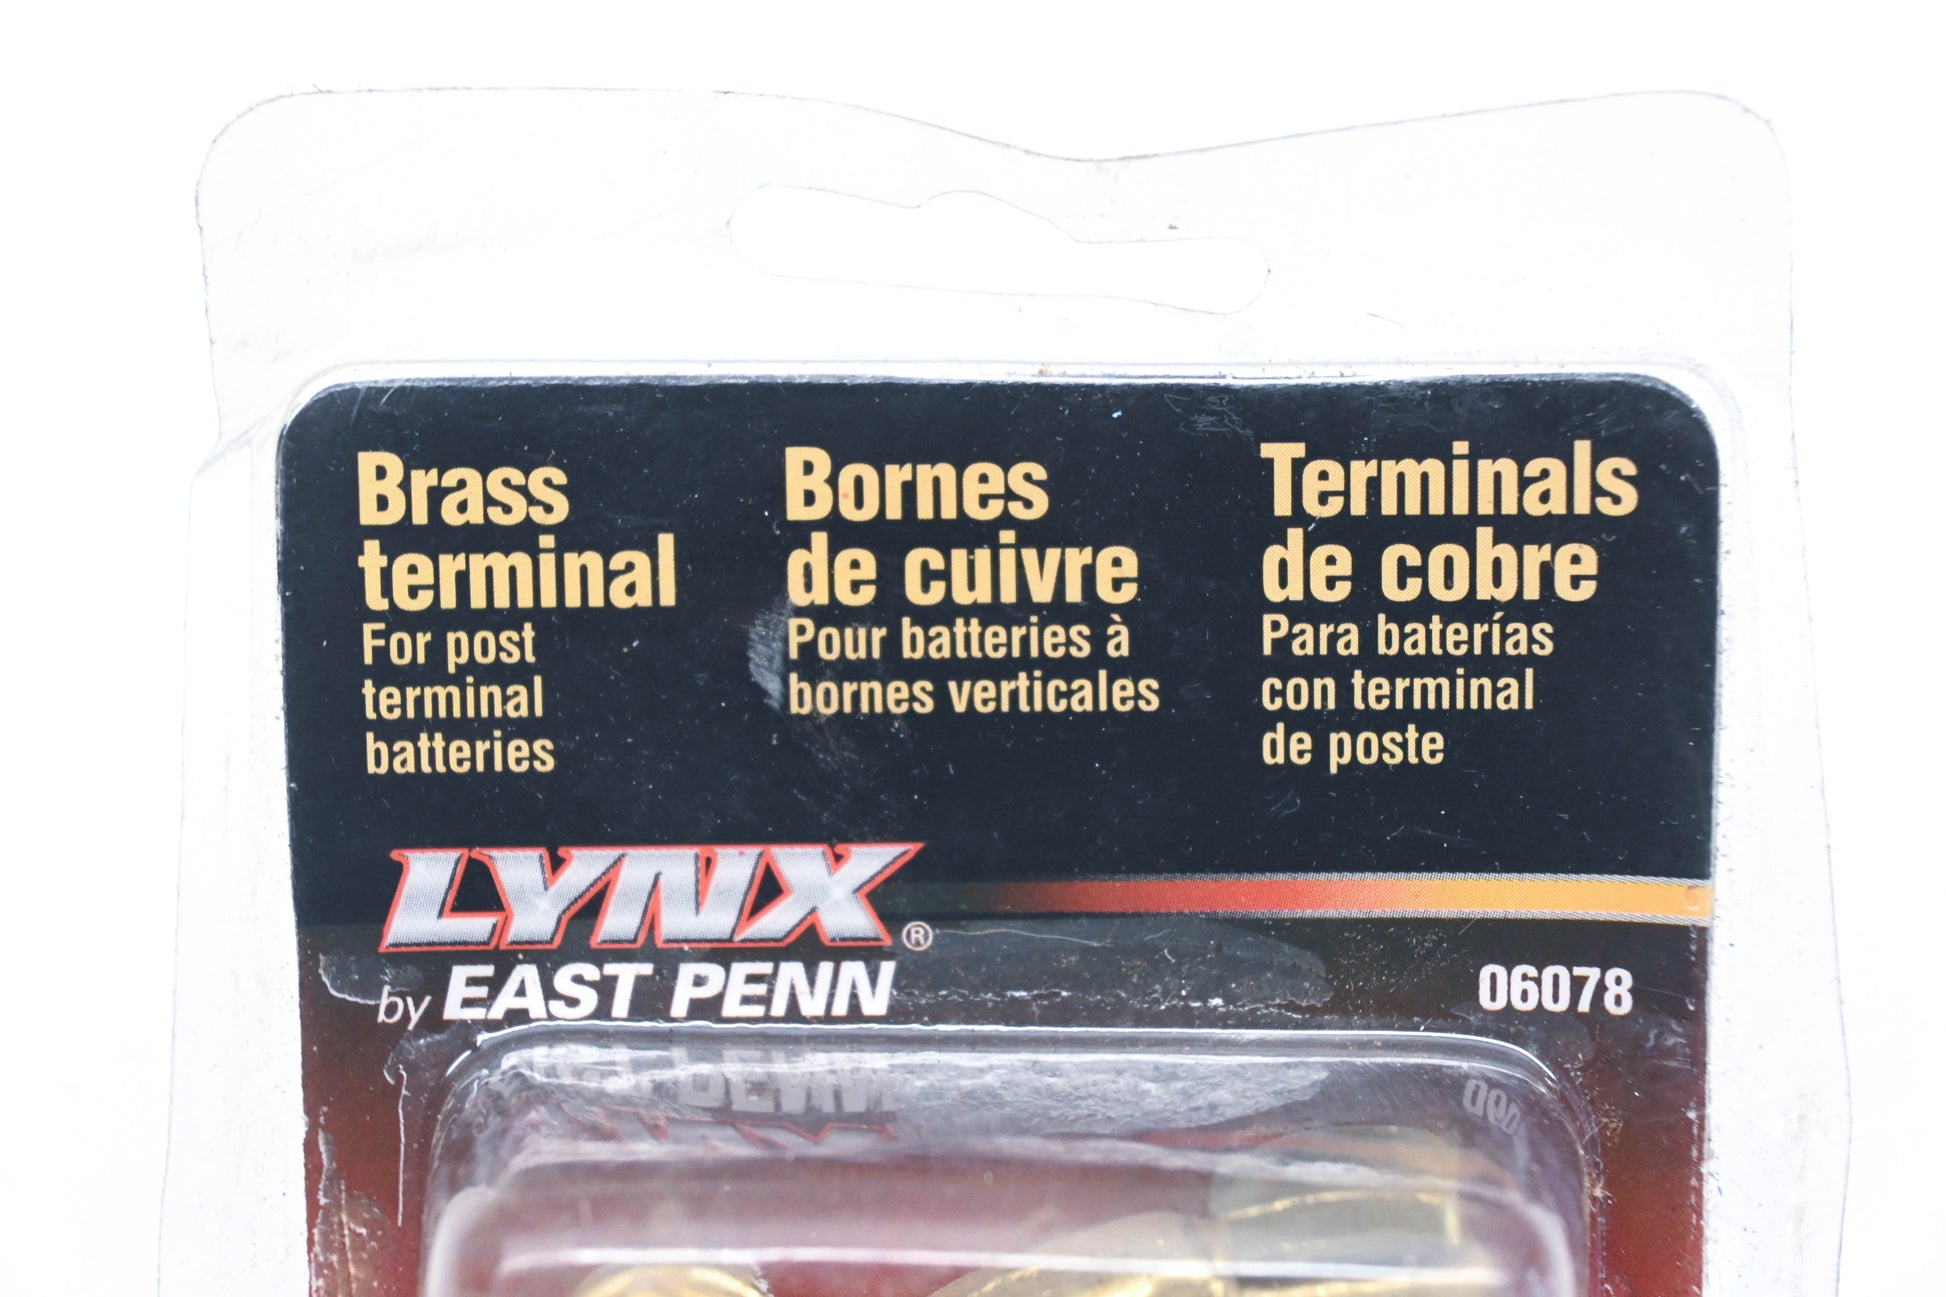 Brass
terminal
For post
terminal
batteries
Bornes
de cuivre
Pour batteries à
bornes verticales
Terminals
de cobre
Para baterías
con terminal
de poste
LYNX®
by EAST PENN
06078